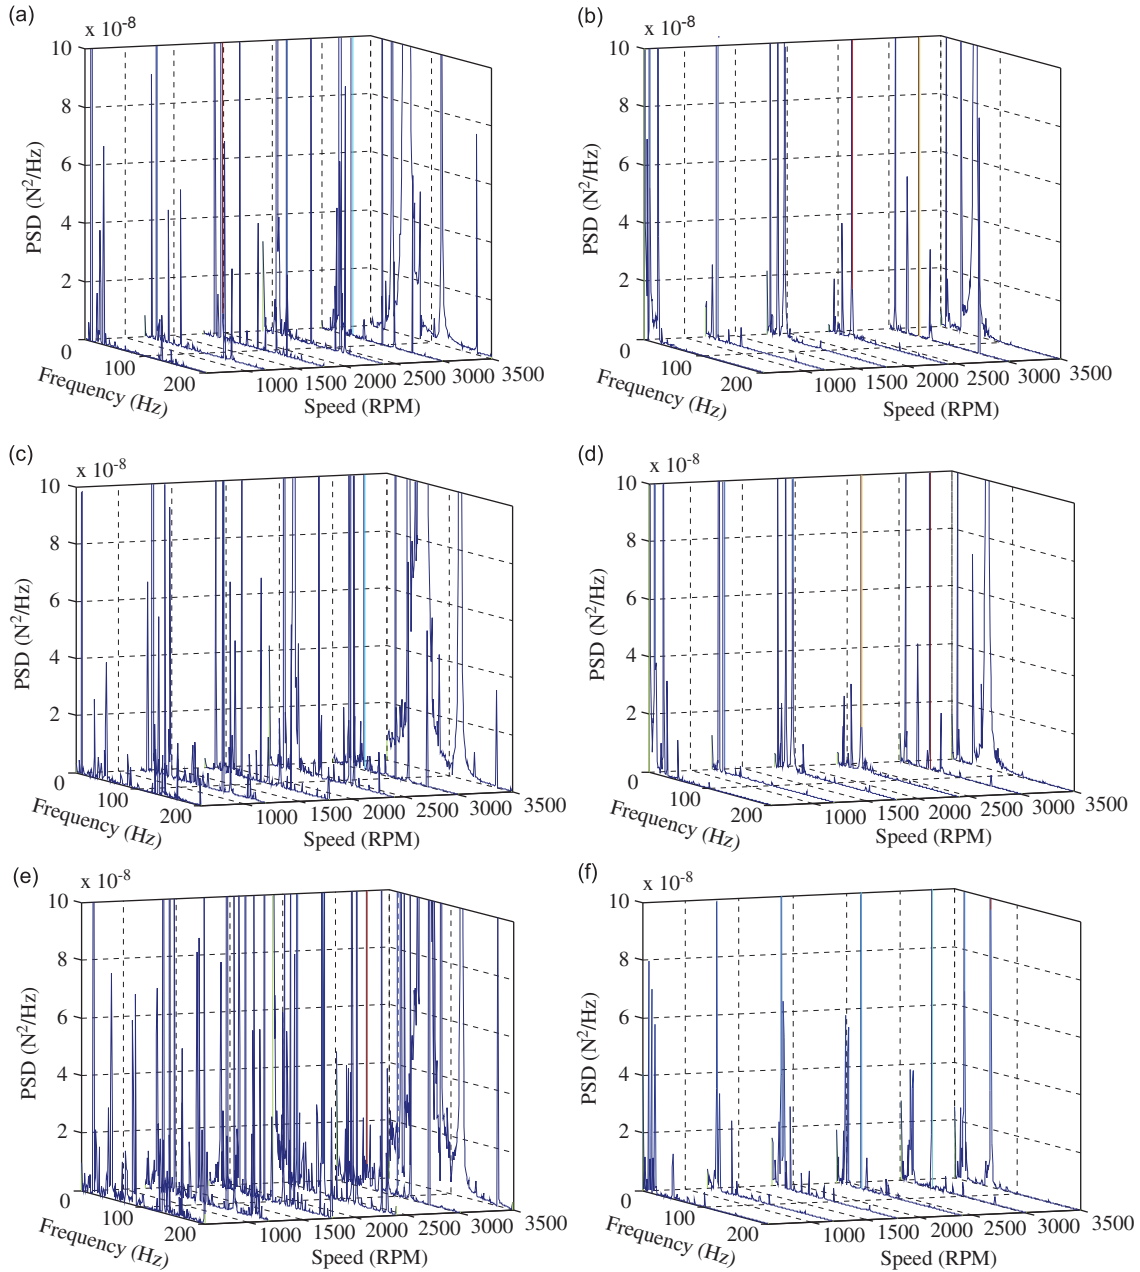 (a)
x 10-8
10
8
6
4
2
0
PSD (N2/Hz)
100
200
Frequency (Hz)
1000
1500
2000
2500
3000
3500
Speed (RPM)
(b)
x 10-8
10
8
6
4
2
0
PSD (N2/Hz)
100
200
Frequency (Hz)
1000
1500
2000
2500
3000
3500
Speed (RPM)
(c)
x 10-8
10
8
6
4
2
0
PSD (N2/Hz)
100
200
Frequency (Hz)
1000
1500
2000
2500
3000
3500
Speed (RPM)
(d)
x 10-8
10
8
6
4
2
0
PSD (N2/Hz)
100
200
Frequency (Hz)
1000
1500
2000
2500
3000
3500
Speed (RPM)
(e)
x 10-8
10
8
6
4
2
0
PSD (N2/Hz)
100
200
Frequency (Hz)
1000
1500
2000
2500
3000
3500
Speed (RPM)
(f)
x 10-8
10
8
6
4
2
0
PSD (N2/Hz)
100
200
Frequency (Hz)
1000
1500
2000
2500
3000
3500
Speed (RPM)